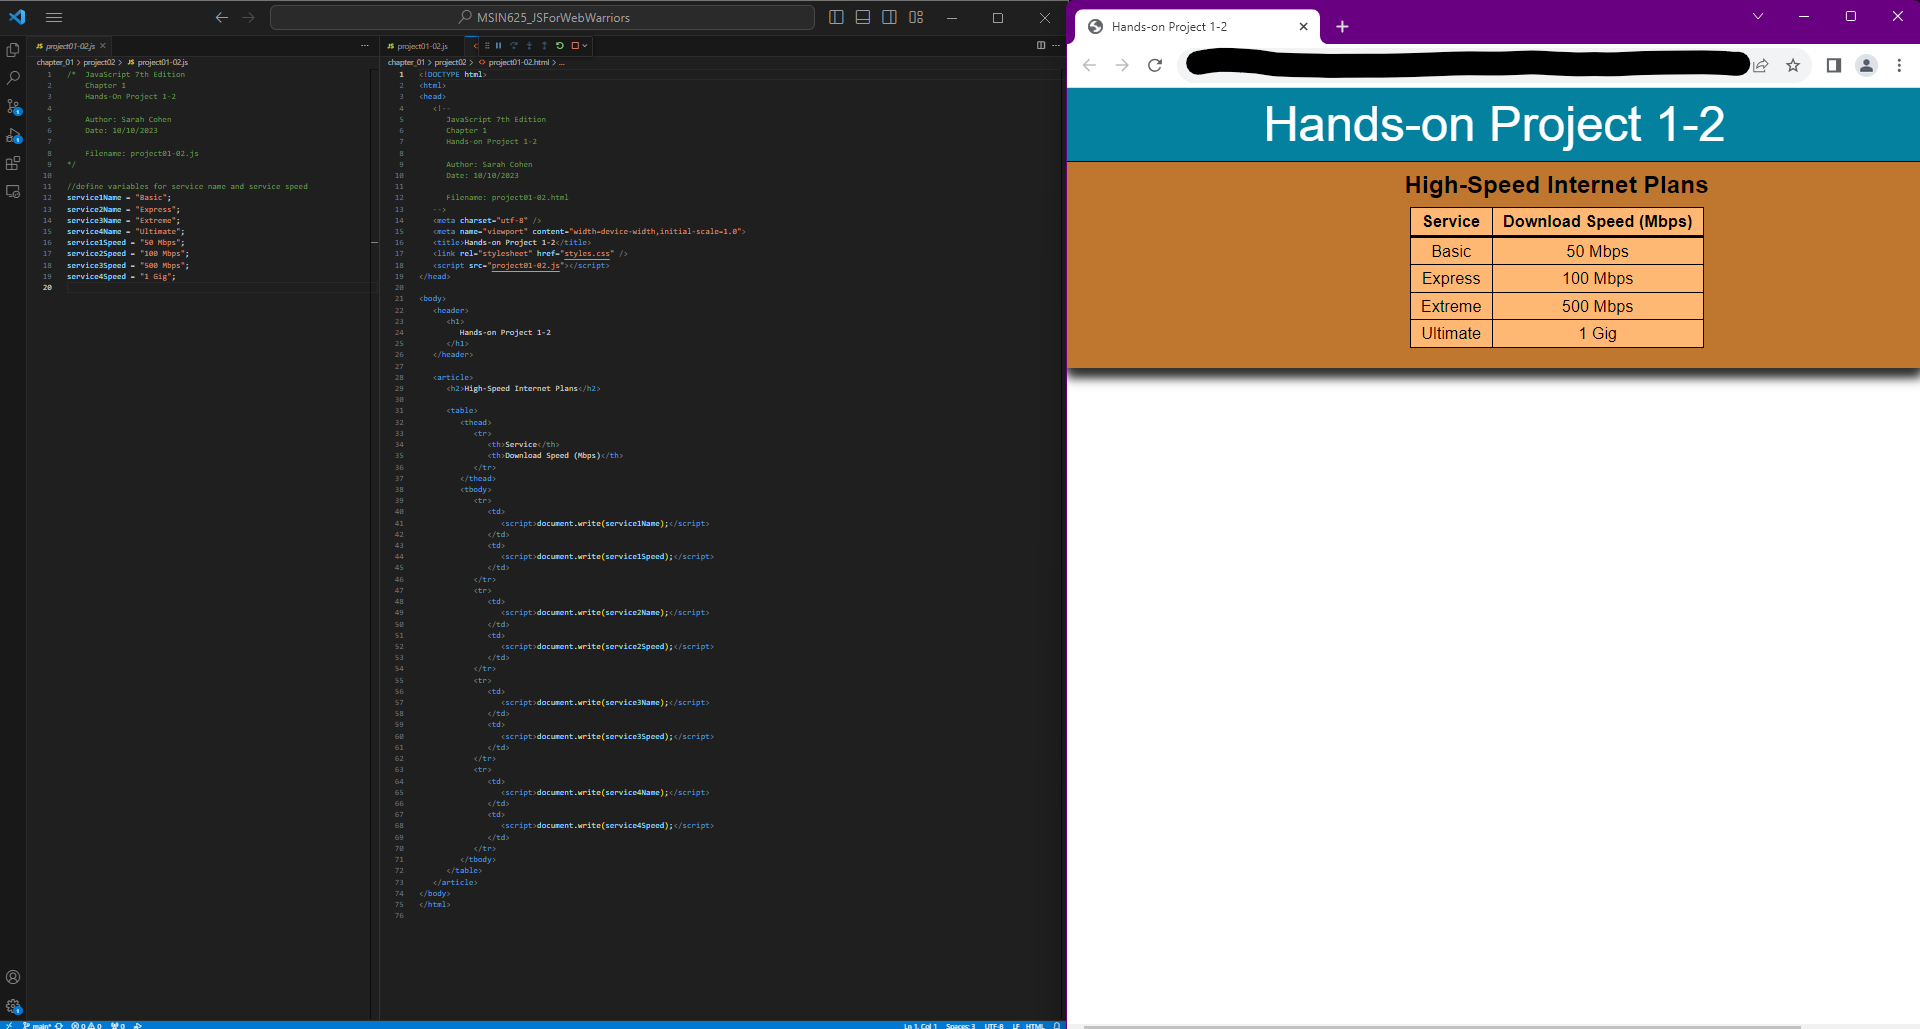 MSIN625_JSForWebWarriors
project01-02.js
chapter_01 > project02 > JS project01-02.js
1 /* JavaScript 7th Edition
2 Chapter 1
3 Hands-On Project 1-2
4
5 Author: Sarah Cohen
6 Date: 10/10/2023
7
8 Filename: project01-02.js
9 */
10
11 //define variables for service name and service speed
12 service1Name = "Basic";
13 service2Name = "Express";
14 service3Name = "Extreme";
15 service4Name = "Ultimate";
16 service1Speed = "50 Mbps";
17 service2Speed = "100 Mbps";
18 service3Speed = "500 Mbps";
19 service4Speed = "1 Gig";
20
JS project01-02.js
chapter_01 > project02 > <> project01-02.html > ...
1 <!DOCTYPE html>
2 <html>
3 <head>
4 <!--
5 JavaScript 7th Edition
6 Chapter 1
7 Hands-on Project 1-2
8
9 Author: Sarah Cohen
10 Date: 10/10/2023
11
12 Filename: project01-02.html
13 -->
14 <meta charset="utf-8" />
15 <meta name="viewport" content="width=device-width,initial-scale=1.0">
16 <title>Hands-on Project 1-2</title>
17 <link rel="stylesheet" href="styles.css" />
18 <script src="project01-02.js"></script>
19 </head>
20
21 <body>
22 <header>
23 <h1>
24 Hands-on Project 1-2
25 </h1>
26 </header>
27
28 <article>
29 <h2>High-Speed Internet Plans</h2>
30
31 <table>
32 <thead>
33 <tr>
34 <th>Service</th>
35 <th>Download Speed (Mbps)</th>
36 </tr>
37 </thead>
38 <tbody>
39 <tr>
40 <td>
41 <script>document.write(service1Name);</script>
42 </td>
43 <td>
44 <script>document.write(service1Speed);</script>
45 </td>
46 </tr>
47 <tr>
48 <td>
49 <script>document.write(service2Name);</script>
50 </td>
51 <td>
52 <script>document.write(service2Speed);</script>
53 </td>
54 </tr>
55 <tr>
56 <td>
57 <script>document.write(service3Name);</script>
58 </td>
59 <td>
60 <script>document.write(service3Speed);</script>
61 </td>
62 </tr>
63 <tr>
64 <td>
65 <script>document.write(service4Name);</script>
66 </td>
67 <td>
68 <script>document.write(service4Speed);</script>
69 </td>
70 </tr>
71 </tbody>
72 </table>
73 </article>
74 </body>
75 </html>
76
main* 0 0 0 Ln 1, Col 1 Spaces: 3 UTF-8 LF HTML
Hands-on Project 1-2
Hands-on Project 1-2
High-Speed Internet Plans
Service Download Speed (Mbps)
Basic 50 Mbps
Express 100 Mbps
Extreme 500 Mbps
Ultimate 1 Gig